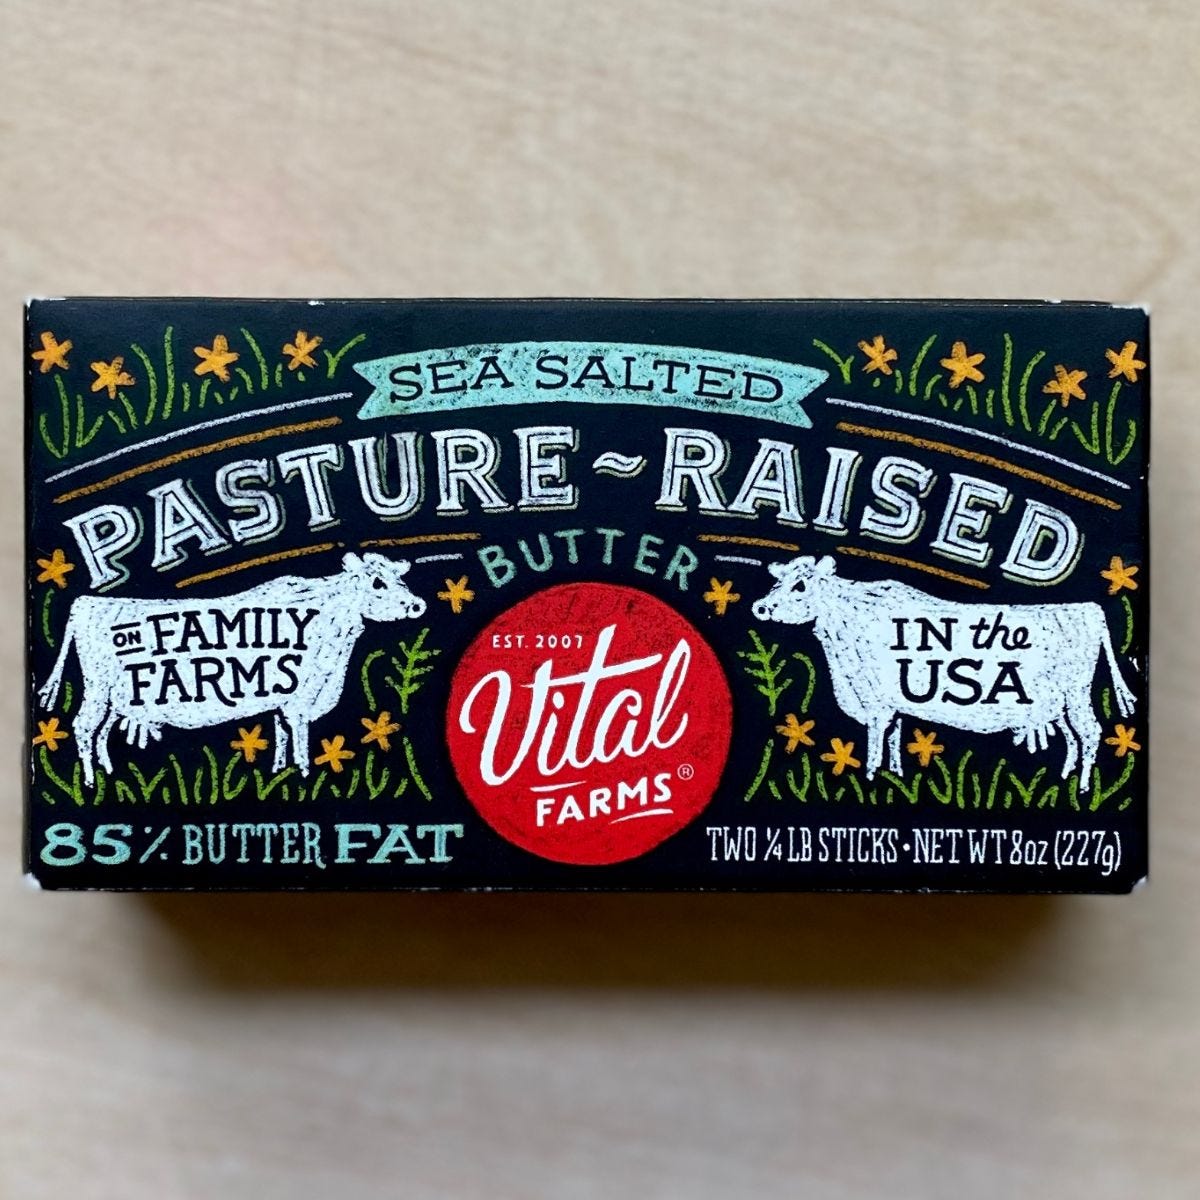 SEA SALTED
PASTURE~RAISED
BUTTER
ON FAMILY
FARMS
IN the
USA
EST. 2007
Vital
FARMS®
85% BUTTER FAT
TWO ¼ LB STICKS • NET WT 8oz (227g)